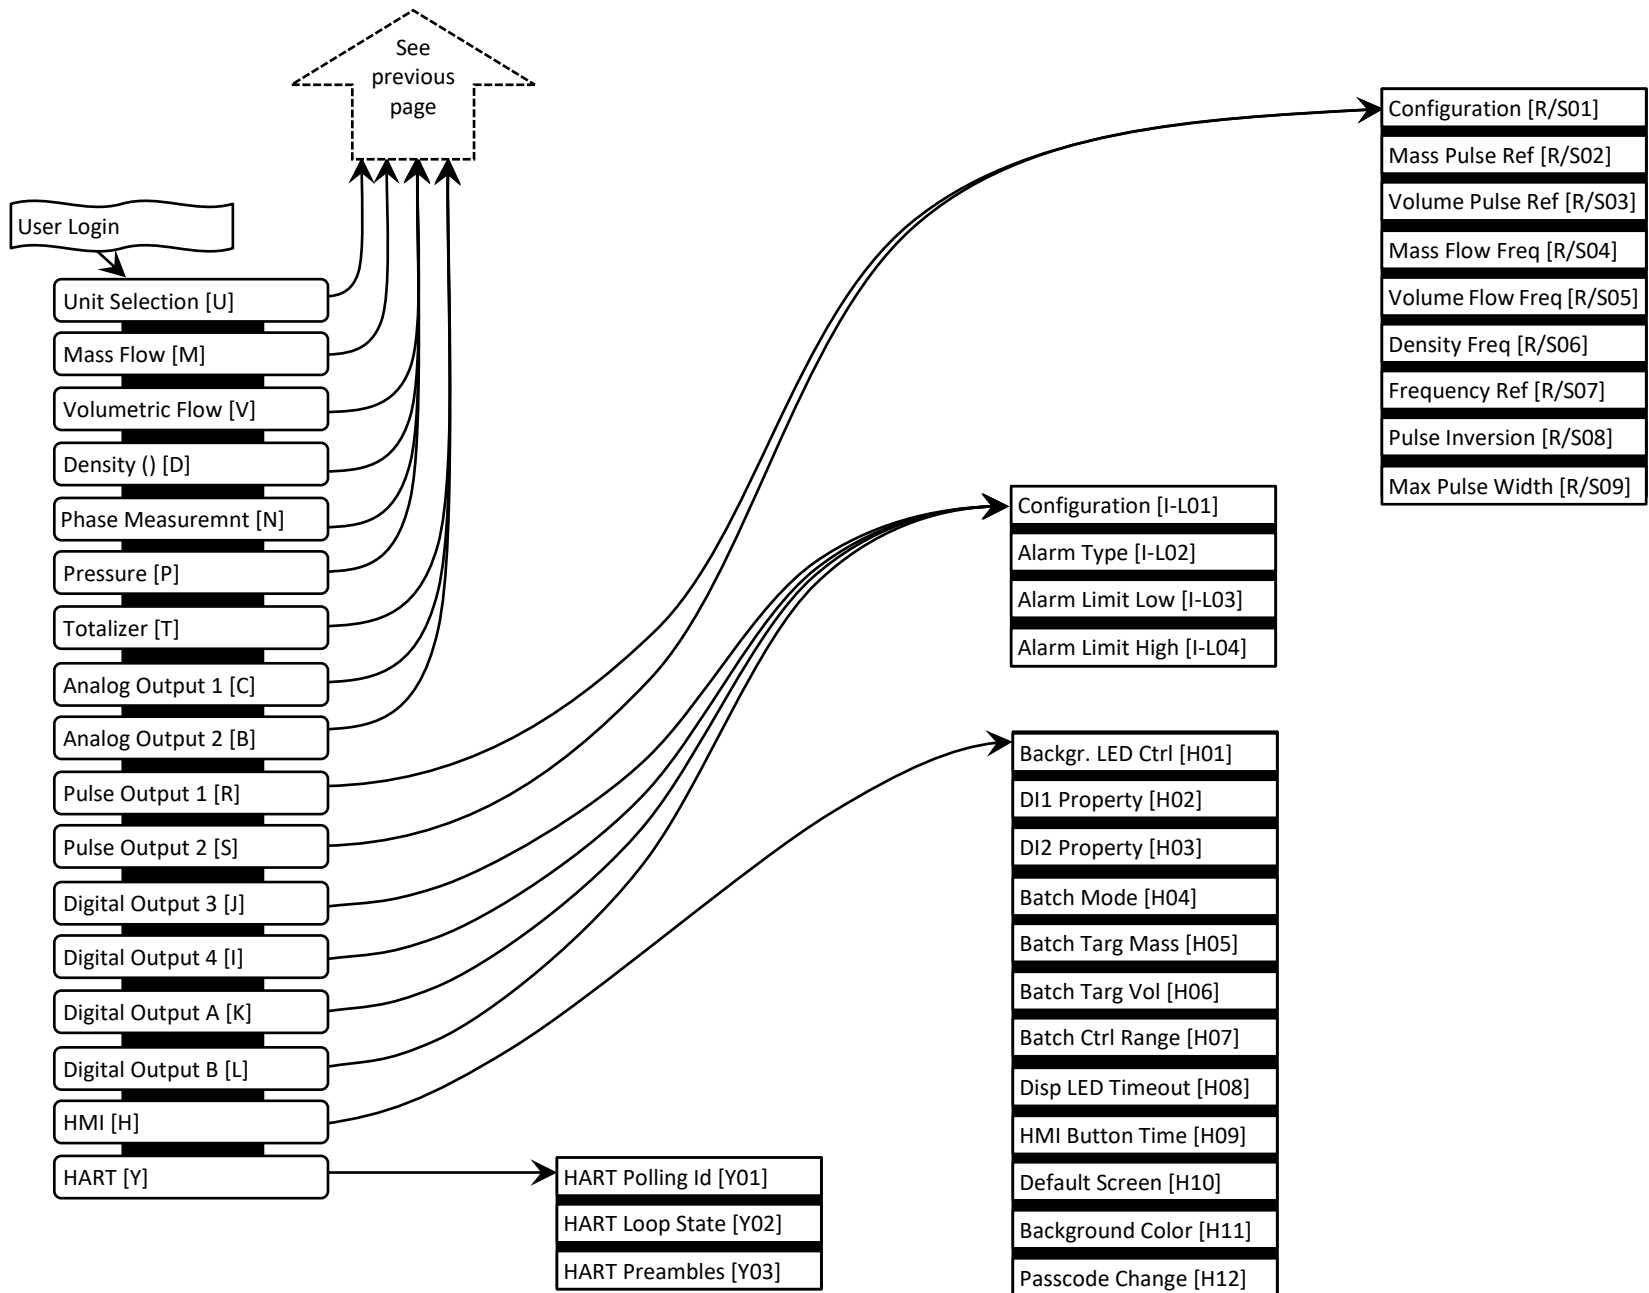 See
previous
page
User Login
Unit Selection [U]
Mass Flow [M]
Volumetric Flow [V]
Density () [D]
Phase Measuremnt [N]
Pressure [P]
Totalizer [T]
Analog Output 1 [C]
Analog Output 2 [B]
Pulse Output 1 [R]
Pulse Output 2 [S]
Digital Output 3 [J]
Digital Output 4 [I]
Digital Output A [K]
Digital Output B [L]
HMI [H]
HART [Y]
HART Polling Id [Y01]
HART Loop State [Y02]
HART Preambles [Y03]
Configuration [I-L01]
Alarm Type [I-L02]
Alarm Limit Low [I-L03]
Alarm Limit High [I-L04]
Backgr. LED Ctrl [H01]
DI1 Property [H02]
DI2 Property [H03]
Batch Mode [H04]
Batch Targ Mass [H05]
Batch Targ Vol [H06]
Batch Ctrl Range [H07]
Disp LED Timeout [H08]
HMI Button Time [H09]
Default Screen [H10]
Background Color [H11]
Passcode Change [H12]
Configuration [R/S01]
Mass Pulse Ref [R/S02]
Volume Pulse Ref [R/S03]
Mass Flow Freq [R/S04]
Volume Flow Freq [R/S05]
Density Freq [R/S06]
Frequency Ref [R/S07]
Pulse Inversion [R/S08]
Max Pulse Width [R/S09]